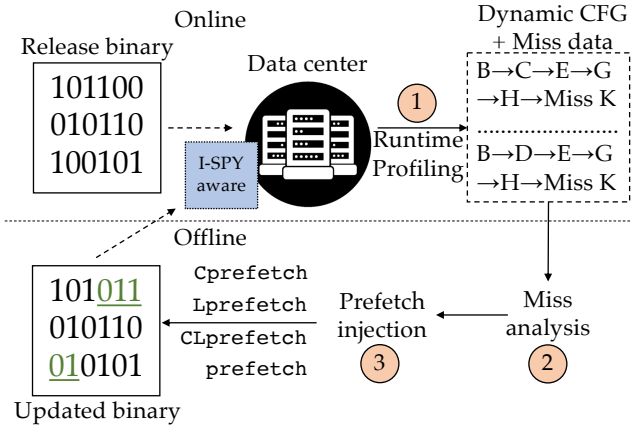 Online
Release binary
101100
010110
100101
Data center
I-SPY
aware
1
Runtime
Profiling
Dynamic CFG
+ Miss data
B→C→E→G
→H→Miss K
B→D→E→G
→H→Miss K
Offline
101011
010110
010101
Updated binary
Cprefetch
Lprefetch
CLprefetch
prefetch
Prefetch
injection
3
Miss
analysis
2